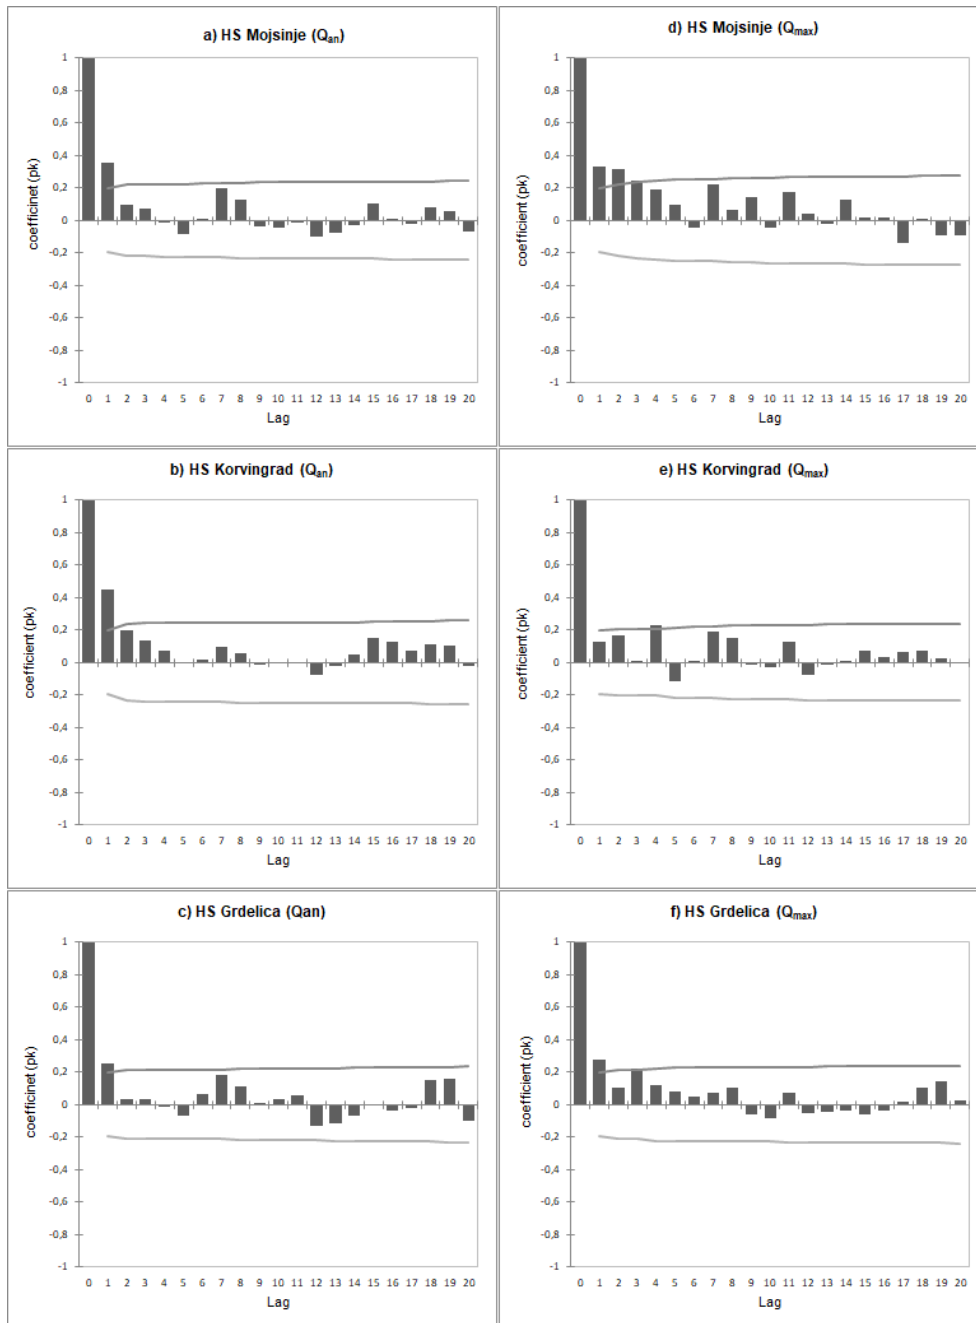 a) HS Mojsinje (Qan)
1
0,8
0,6
0,4
0,2
0
-0,2
-0,4
-0,6
-0,8
-1
coefficinet (pk)
0 1 2 3 4 5 6 7 8 9 10 11 12 13 14 15 16 17 18 19 20
Lag
d) HS Mojsinje (Qmax)
1
0,8
0,6
0,4
0,2
0
-0,2
-0,4
-0,6
-0,8
-1
coefficient (pk)
0 1 2 3 4 5 6 7 8 9 10 11 12 13 14 15 16 17 18 19 20
Lag
b) HS Korvingrad (Qan)
1
0,8
0,6
0,4
0,2
0
-0,2
-0,4
-0,6
-0,8
-1
coefficient (pk)
0 1 2 3 4 5 6 7 8 9 10 11 12 13 14 15 16 17 18 19 20
Lag
e) HS Korvingrad (Qmax)
1
0,8
0,6
0,4
0,2
0
-0,2
-0,4
-0,6
-0,8
-1
coefficient (pk)
0 1 2 3 4 5 6 7 8 9 10 11 12 13 14 15 16 17 18 19 20
Lag
c) HS Grdelica (Qan)
1
0,8
0,6
0,4
0,2
0
-0,2
-0,4
-0,6
-0,8
-1
coefficinet (pk)
0 1 2 3 4 5 6 7 8 9 10 11 12 13 14 15 16 17 18 19 20
Lag
f) HS Grdelica (Qmax)
1
0,8
0,6
0,4
0,2
0
-0,2
-0,4
-0,6
-0,8
-1
coefficient (pk)
0 1 2 3 4 5 6 7 8 9 10 11 12 13 14 15 16 17 18 19 20
Lag